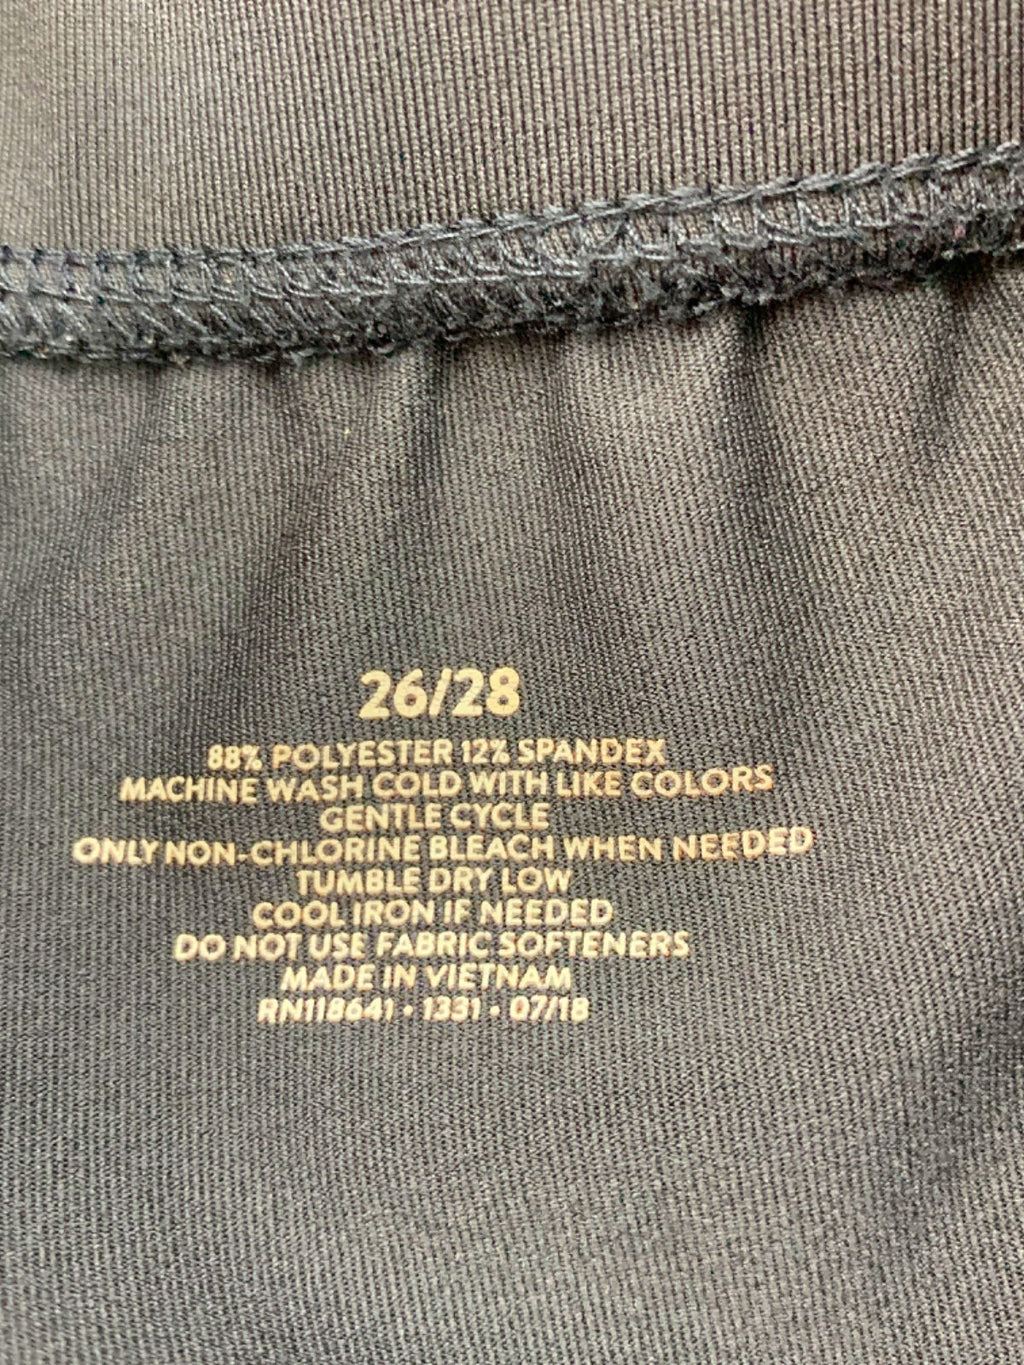 26/28
88% POLYESTER 12% SPANDEX
MACHINE WASH COLD WITH LIKE COLORS
GENTLE CYCLE
ONLY NON-CHLORINE BLEACH WHEN NEEDED
TUMBLE DRY LOW
COOL IRON IF NEEDED
DO NOT USE FABRIC SOFTENERS
MADE IN VIETNAM
RN118641 • 1331 • 07/18